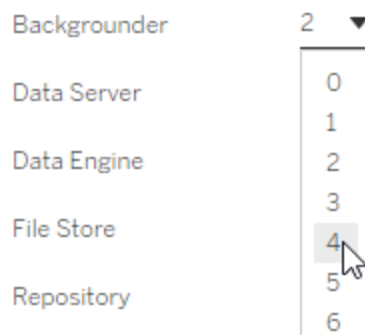 Backgrounder 2
0
Data Server
1
Data Engine 2
3
File Store
4
5
Repository
6